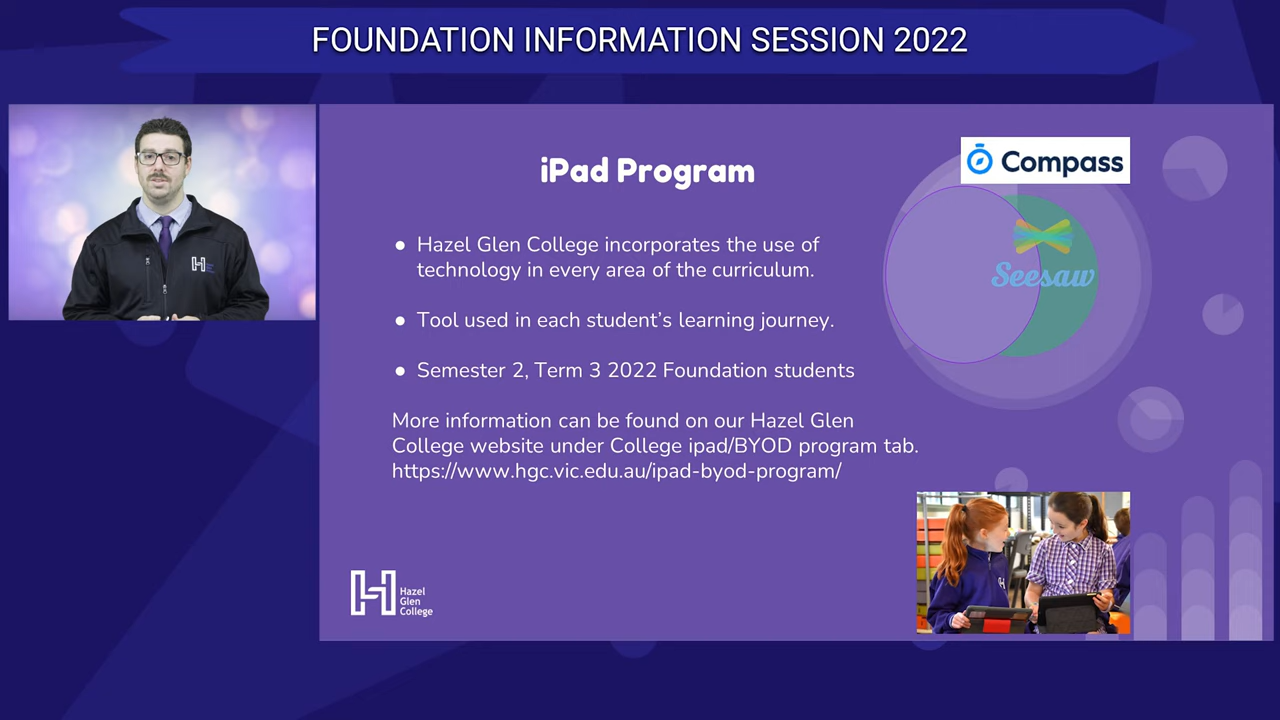 FOUNDATION INFORMATION SESSION 2022
iPad Program
Compass
Seesaw
● Hazel Glen College incorporates the use of
technology in every area of the curriculum.
● Tool used in each student’s learning journey.
● Semester 2, Term 3 2022 Foundation students
More information can be found on our Hazel Glen
College website under College ipad/BYOD program tab.
https://www.hgc.vic.edu.au/ipad-byod-program/
Hazel
Glen
College